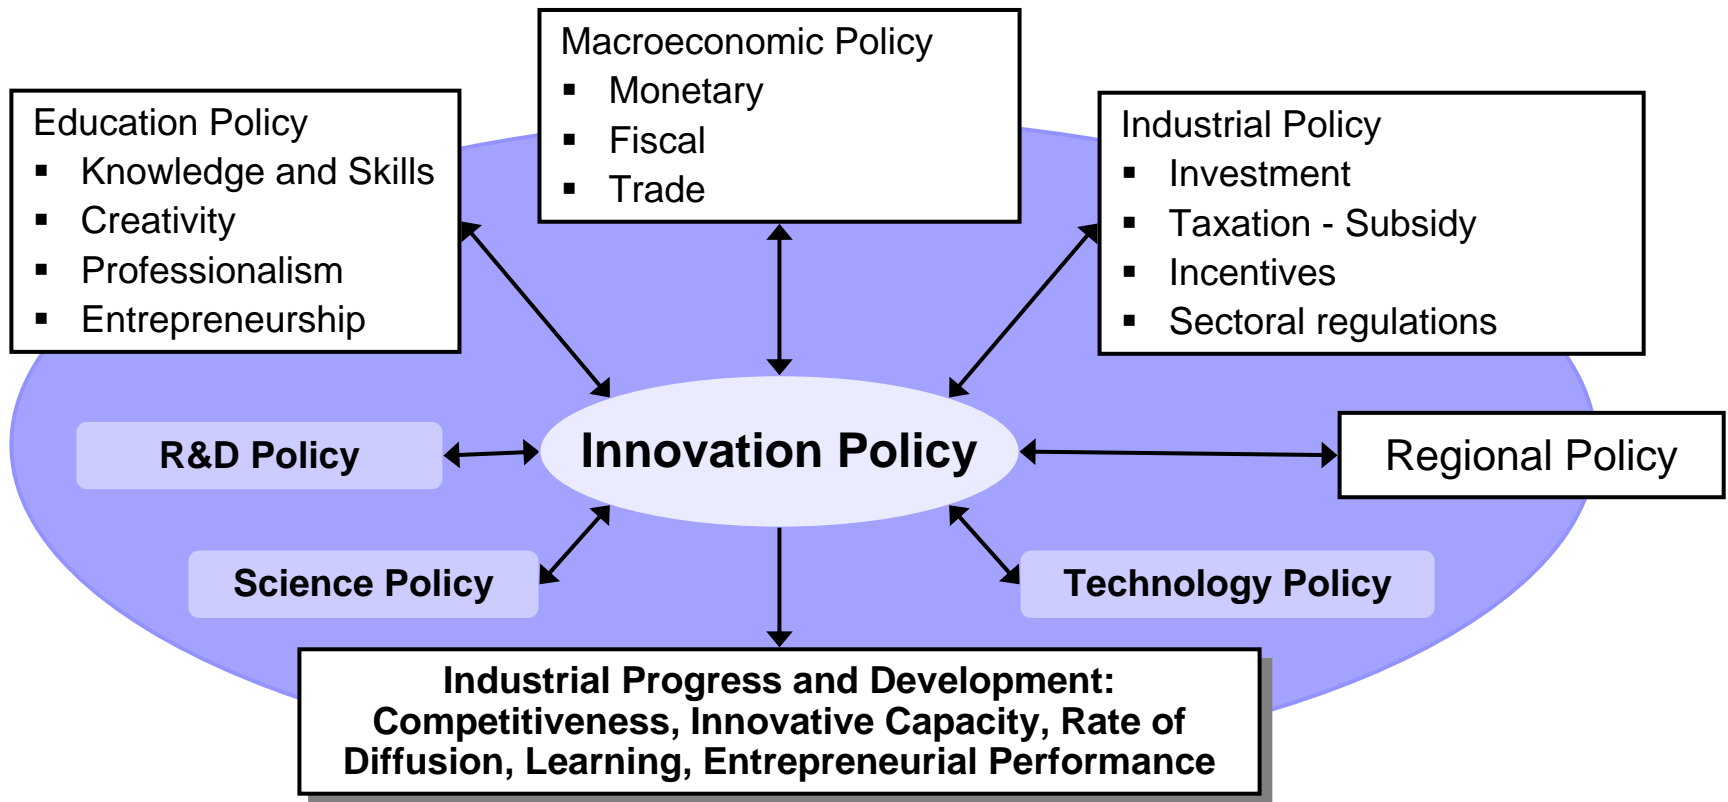 Macroeconomic Policy
▪ Monetary
▪ Fiscal
▪ Trade
Education Policy
▪ Knowledge and Skills
▪ Creativity
▪ Professionalism
▪ Entrepreneurship
Industrial Policy
▪ Investment
▪ Taxation - Subsidy
▪ Incentives
▪ Sectoral regulations
R&D Policy
Innovation Policy
Regional Policy
Science Policy
Technology Policy
Industrial Progress and Development:
Competitiveness, Innovative Capacity, Rate of
Diffusion, Learning, Entrepreneurial Performance